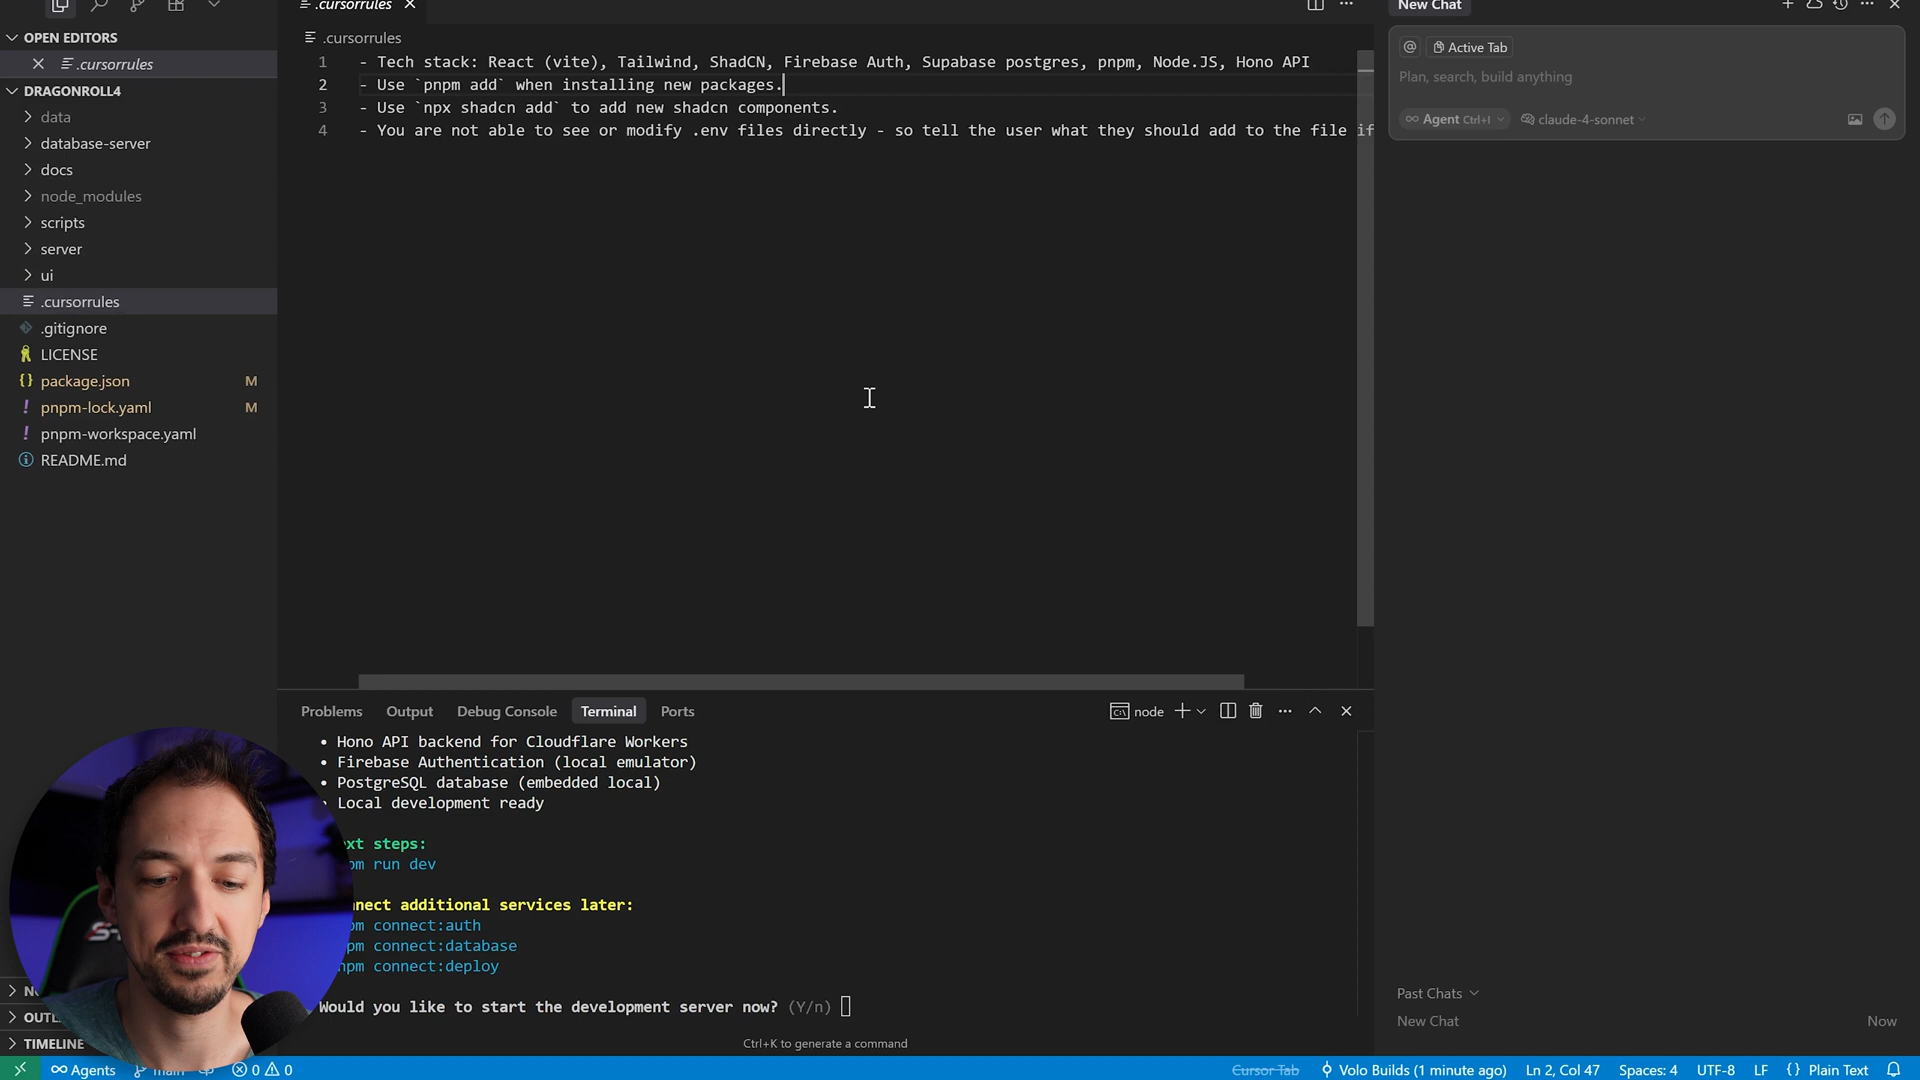 .cursorrules
New Chat
OPEN EDITORS
.cursorrules
DRAGONROLL4
data
database-server
docs
node_modules
scripts
server
ui
.cursorrules
.gitignore
LICENSE
package.json M
pnpm-lock.yaml M
pnpm-workspace.yaml
README.md
TIMELINE
.cursorrules
1 - Tech stack: React (vite), Tailwind, ShadCN, Firebase Auth, Supabase postgres, pnpm, Node.JS, Hono API
2 - Use `pnpm add` when installing new packages.
3 - Use `npx shadcn add` to add new shadcn components.
4 - You are not able to see or modify .env files directly - so tell the user what they should add to the file if
Problems Output Debug Console Terminal Ports
node
• Hono API backend for Cloudflare Workers
• Firebase Authentication (local emulator)
• PostgreSQL database (embedded local)
Local development ready
steps:
run dev
additional services later:
connect:auth
connect:database
connect:deploy
Would you like to start the development server now? (Y/n)
Ctrl+K to generate a command
@ Active Tab
Plan, search, build anything
Agent Ctrl+I claude-4-sonnet
Past Chats
New Chat Now
Agents main 0 0 Cursor Tab Volo Builds (1 minute ago) Ln 2, Col 47 Spaces: 4 UTF-8 LF {} Plain Text